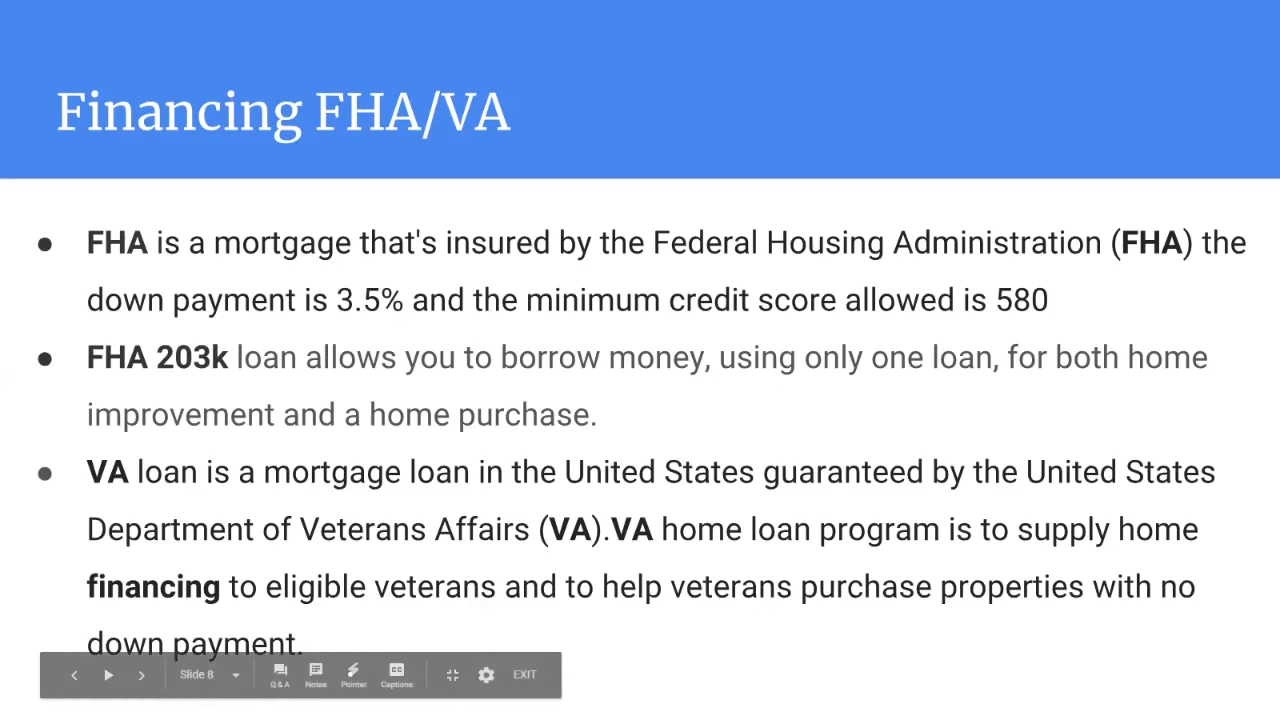 Financing FHA/VA
● FHA is a mortgage that's insured by the Federal Housing Administration (FHA) the
down payment is 3.5% and the minimum credit score allowed is 580
● FHA 203k loan allows you to borrow money, using only one loan, for both home
improvement and a home purchase.
● VA loan is a mortgage loan in the United States guaranteed by the United States
Department of Veterans Affairs (VA).VA home loan program is to supply home
financing to eligible veterans and to help veterans purchase properties with no
down payment.
Slide 8 Q & A Notes Pointer Captions EXIT